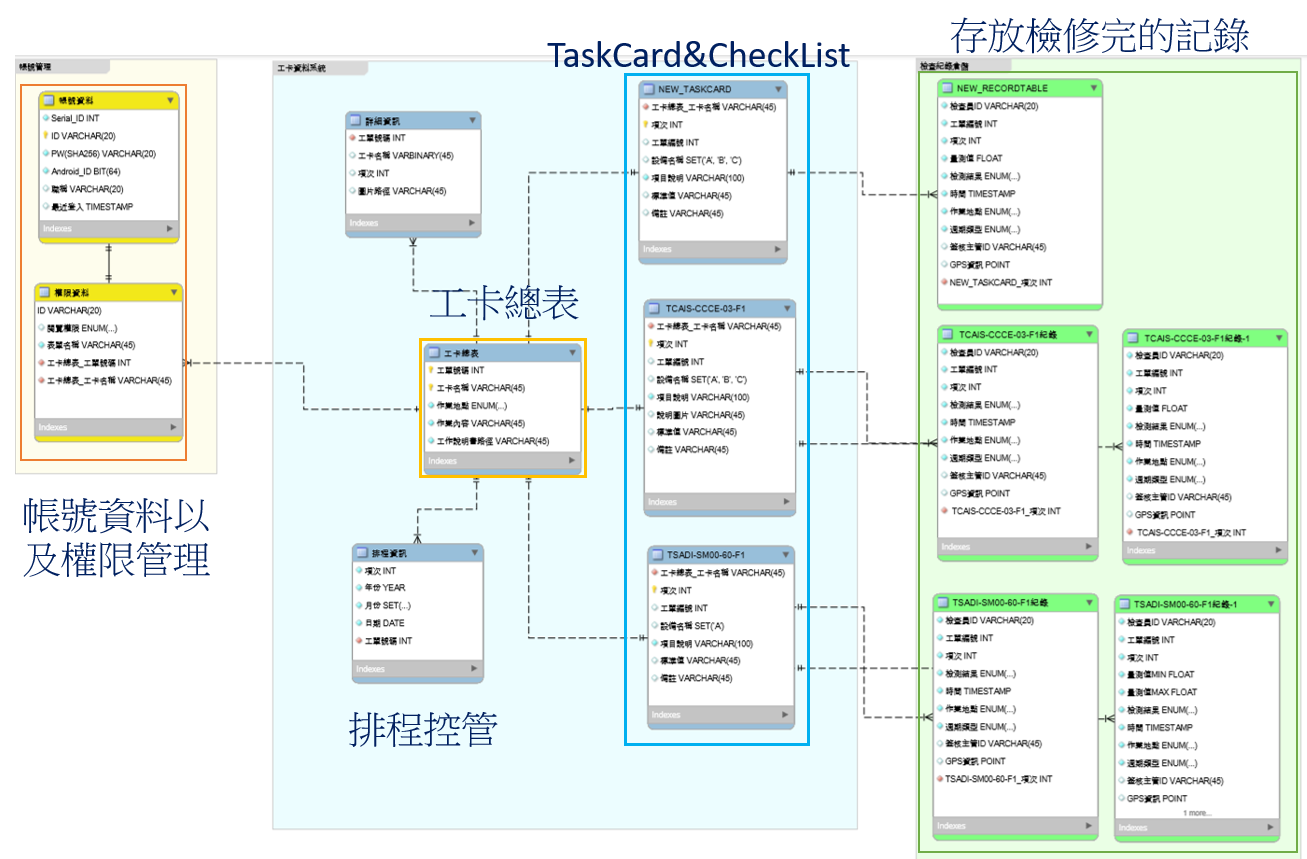 存放檢修完的記錄
TaskCard&CheckList
帳號管理
帳號資料
Serial_ID INT
ID VARCHAR(20)
PW(SHA256) VARCHAR(20)
Android_ID BIT(64)
職稱 VARCHAR(20)
最近登入 TIMESTAMP
Indexes
權限資料
ID VARCHAR(20)
閱覽權限 ENUM(...)
表單名稱 VARCHAR(45)
工卡總表_工單號碼 INT
工卡總表_工卡名稱 VARCHAR(45)
Indexes
帳號資料以
及權限管理
工卡資料系統
詳細資訊
工單號碼 INT
工卡名稱 VARBINARY(45)
項次 INT
圖片路徑 VARCHAR(45)
Indexes
工卡總表
工卡總表
工單號碼 INT
工卡名稱 VARCHAR(45)
作業地點 ENUM(...)
作業內容 VARCHAR(45)
工作說明書路徑 VARCHAR(45)
Indexes
排程資訊
項次 INT
年份 YEAR
月份 SET(...)
日期 DATE
工單號碼 INT
Indexes
排程控管
NEW_TASKCARD
工卡總表_工卡名稱 VARCHAR(45)
項次 INT
工單編號 INT
設備名稱 SET('A', 'B', 'C')
項目說明 VARCHAR(100)
標準值 VARCHAR(45)
備註 VARCHAR(45)
Indexes
TCAIS-CCCE-03-F1
工卡總表_工卡名稱 VARCHAR(45)
項次 INT
工單編號 INT
設備名稱 SET('A', 'B', 'C')
項目說明 VARCHAR(100)
說明圖片 VARCHAR(45)
標準值 VARCHAR(45)
備註 VARCHAR(45)
Indexes
TSADI-SM00-60-F1
工卡總表_工卡名稱 VARCHAR(45)
項次 INT
工單編號 INT
設備名稱 SET('A')
項目說明 VARCHAR(100)
標準值 VARCHAR(45)
備註 VARCHAR(45)
Indexes
檢查紀錄倉儲
NEW_RECORDTABLE
檢查員ID VARCHAR(20)
工單編號 INT
項次 INT
量測值 FLOAT
檢測結果 ENUM(...)
時間 TIMESTAMP
作業地點 ENUM(...)
週期類型 ENUM(...)
簽核主管ID VARCHAR(45)
GPS資訊 POINT
NEW_TASKCARD_項次 INT
TCAIS-CCCE-03-F1紀錄
檢查員ID VARCHAR(20)
工單編號 INT
項次 INT
檢測結果 ENUM(...)
時間 TIMESTAMP
作業地點 ENUM(...)
週期類型 ENUM(...)
簽核主管ID VARCHAR(45)
GPS資訊 POINT
TCAIS-CCCE-03-F1_項次 INT
Indexes
TCAIS-CCCE-03-F1紀錄-1
檢查員ID VARCHAR(20)
工單編號 INT
項次 INT
量測值 FLOAT
檢測結果 ENUM(...)
時間 TIMESTAMP
作業地點 ENUM(...)
週期類型 ENUM(...)
簽核主管ID VARCHAR(45)
GPS資訊 POINT
TCAIS-CCCE-03-F1_項次 INT
Indexes
TSADI-SM00-60-F1紀錄
檢查員ID VARCHAR(20)
工單編號 INT
項次 INT
檢測結果 ENUM(...)
時間 TIMESTAMP
作業地點 ENUM(...)
週期類型 ENUM(...)
簽核主管ID VARCHAR(45)
GPS資訊 POINT
TSADI-SM00-60-F1_項次 INT
Indexes
TSADI-SM00-60-F1紀錄-1
檢查員ID VARCHAR(20)
工單編號 INT
項次 INT
量測值MIN FLOAT
量測值MAX FLOAT
檢測結果 ENUM(...)
時間 TIMESTAMP
作業地點 ENUM(...)
週期類型 ENUM(...)
簽核主管ID VARCHAR(45)
GPS資訊 POINT
1 more...
Indexes